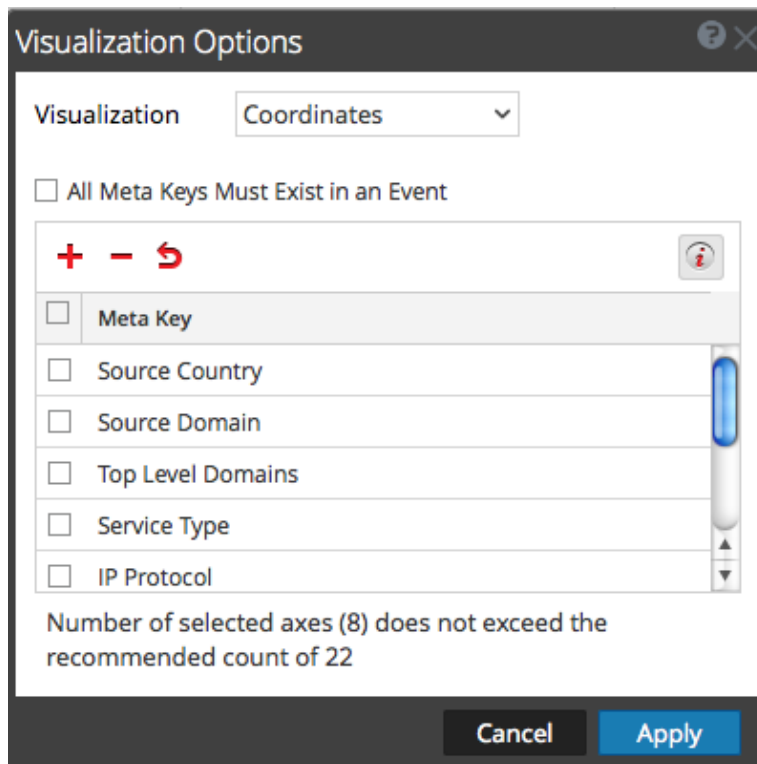 Visualization Options
Visualization Coordinates
All Meta Keys Must Exist in an Event
Meta Key
Source Country
Source Domain
Top Level Domains
Service Type
IP Protocol
Number of selected axes (8) does not exceed the
recommended count of 22
Cancel Apply